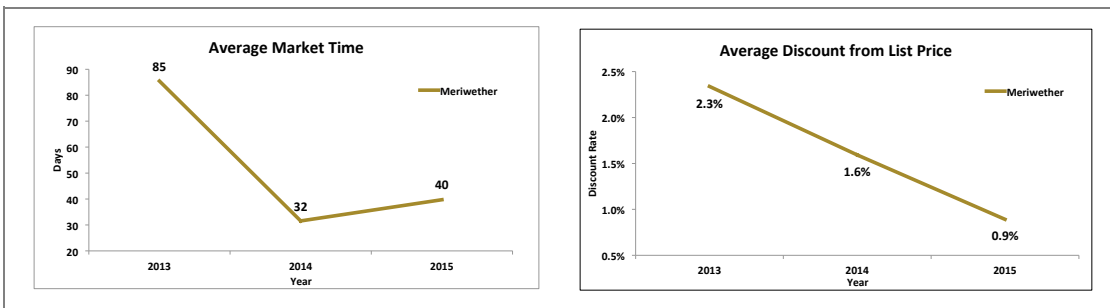 Average Market Time
90
80
70
60
50
40
30
20
Days
85
32
40
Meriwether
2013 2014 2015
Year
Average Discount from List Price
2.5%
2.0%
1.5%
1.0%
0.5%
Discount Rate
2.3%
1.6%
0.9%
Meriwether
2013 2014 2015
Year